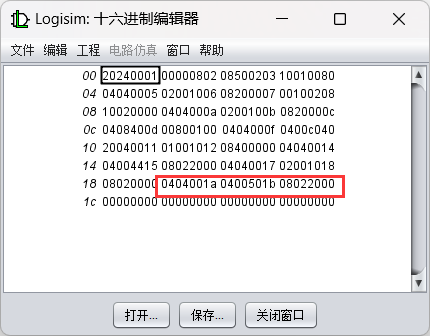 Logisim: 十六进制编辑器
文件 编辑 工程 电路仿真 窗口 帮助
00 20240001 00000802 08500203 10010080
04 04040005 02001006 08200007 00100208
08 10020000 0404000a 0200100b 0820000c
0c 0408400d 00800100 0404000f 0400c040
10 20040011 01001012 08400000 04040014
14 04004415 08022000 04040017 02001018
18 08020000 0404001a 0400501b 08022000
1c 00000000 00000000 00000000 00000000
打开... 保存... 关闭窗口